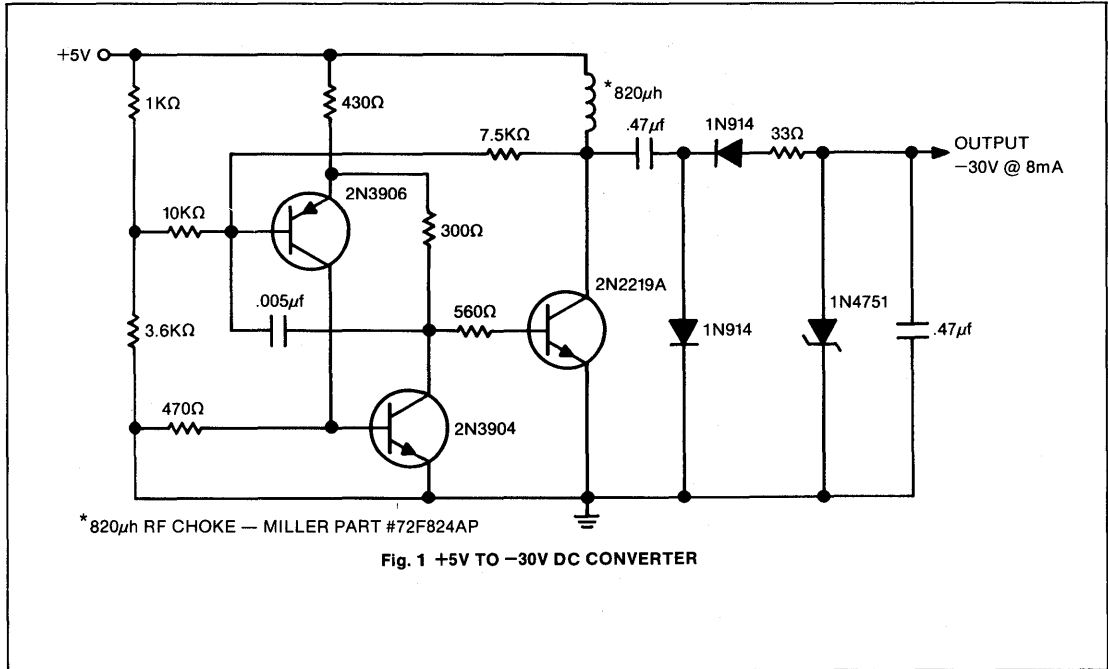 +5V
1KΩ
430Ω
*820μh
7.5KΩ
.47μf
1N914
33Ω
OUTPUT
−30V @ 8mA
10KΩ
2N3906
300Ω
2N2219A
.005μf
1N4751
3.6KΩ
560Ω
1N914
.47μf
470Ω
2N3904
*820μh RF CHOKE — MILLER PART #72F824AP
Fig. 1 +5V TO −30V DC CONVERTER